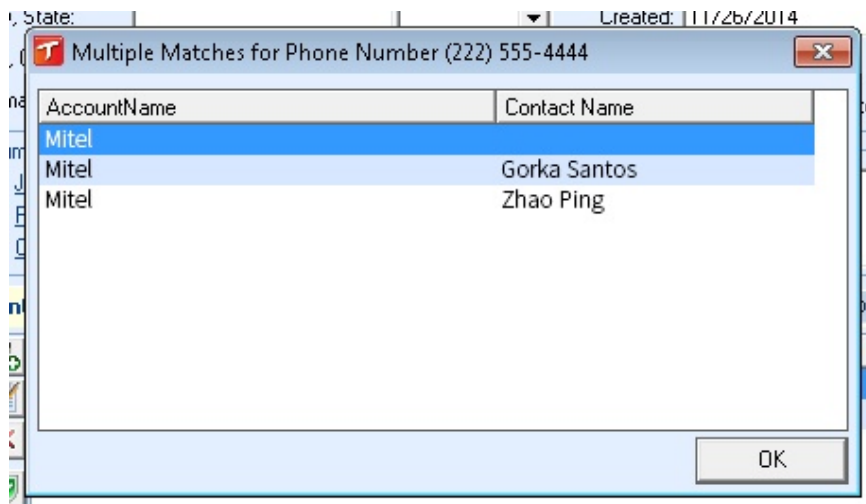 State:
Created: 11/26/2014
Multiple Matches for Phone Number (222) 555-4444
AccountName Contact Name
Mitel
Mitel Gorka Santos
Mitel Zhao Ping
OK